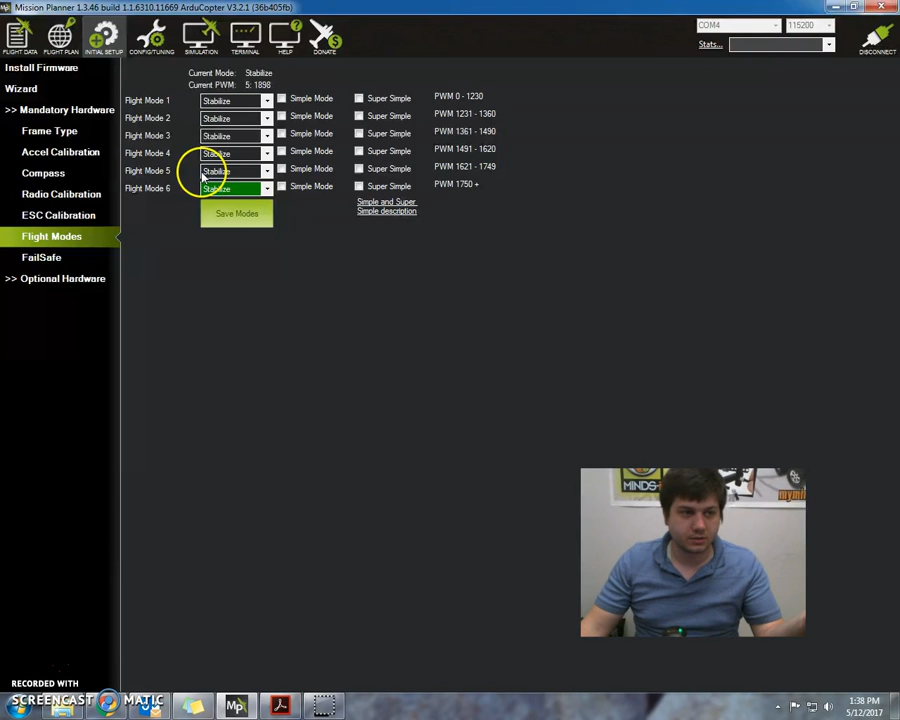 Mission Planner 1.3.46 build 1.1.6310.11669 ArduCopter V3.2.1 (36b405fb)
FLIGHT DATA FLIGHT PLAN INITIAL SETUP CONFIG/TUNING SIMULATION TERMINAL HELP DONATE
COM4 115200
Stats...
DISCONNECT
Install Firmware
Wizard
>> Mandatory Hardware
Frame Type
Accel Calibration
Compass
Radio Calibration
ESC Calibration
Flight Modes
FailSafe
>> Optional Hardware
Current Mode: Stabilize
Current PWM: 5: 1898
Flight Mode 1 Stabilize Simple Mode Super Simple PWM 0 - 1230
Flight Mode 2 Stabilize Simple Mode Super Simple PWM 1231 - 1360
Flight Mode 3 Stabilize Simple Mode Super Simple PWM 1361 - 1490
Flight Mode 4 Stabilize Simple Mode Super Simple PWM 1491 - 1620
Flight Mode 5 Stabilize Simple Mode Super Simple PWM 1621 - 1749
Flight Mode 6 Stabilize Simple Mode Super Simple PWM 1750 +
Save Modes
Simple and Super
Simple description
MINDS-
RECORDED WITH
SCREENCAST MATIC
Mp
1:38 PM
5/12/2017